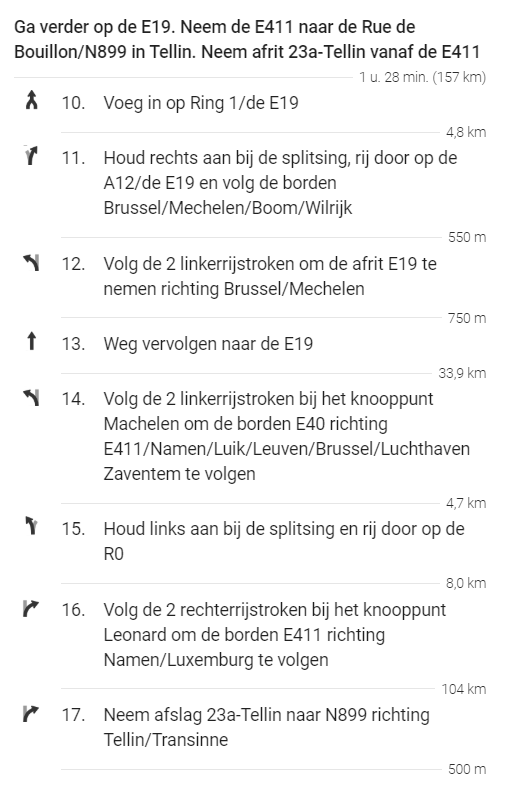 Ga verder op de E19. Neem de E411 naar de Rue de
Bouillon/N899 in Tellin. Neem afrit 23a-Tellin vanaf de E411
1 u. 28 min. (157 km)
10. Voeg in op Ring 1/de E19
4,8 km
11. Houd rechts aan bij de splitsing, rij door op de
A12/de E19 en volg de borden
Brussel/Mechelen/Boom/Wilrijk
550 m
12. Volg de 2 linkerrijstroken om de afrit E19 te
nemen richting Brussel/Mechelen
750 m
13. Weg vervolgen naar de E19
33,9 km
14. Volg de 2 linkerrijstroken bij het knooppunt
Machelen om de borden E40 richting
E411/Namen/Luik/Leuven/Brussel/Luchthaven
Zaventem te volgen
4,7 km
15. Houd links aan bij de splitsing en rij door op de
R0
8,0 km
16. Volg de 2 rechterrijstroken bij het knooppunt
Leonard om de borden E411 richting
Namen/Luxemburg te volgen
104 km
17. Neem afslag 23a-Tellin naar N899 richting
Tellin/Transinne
500 m